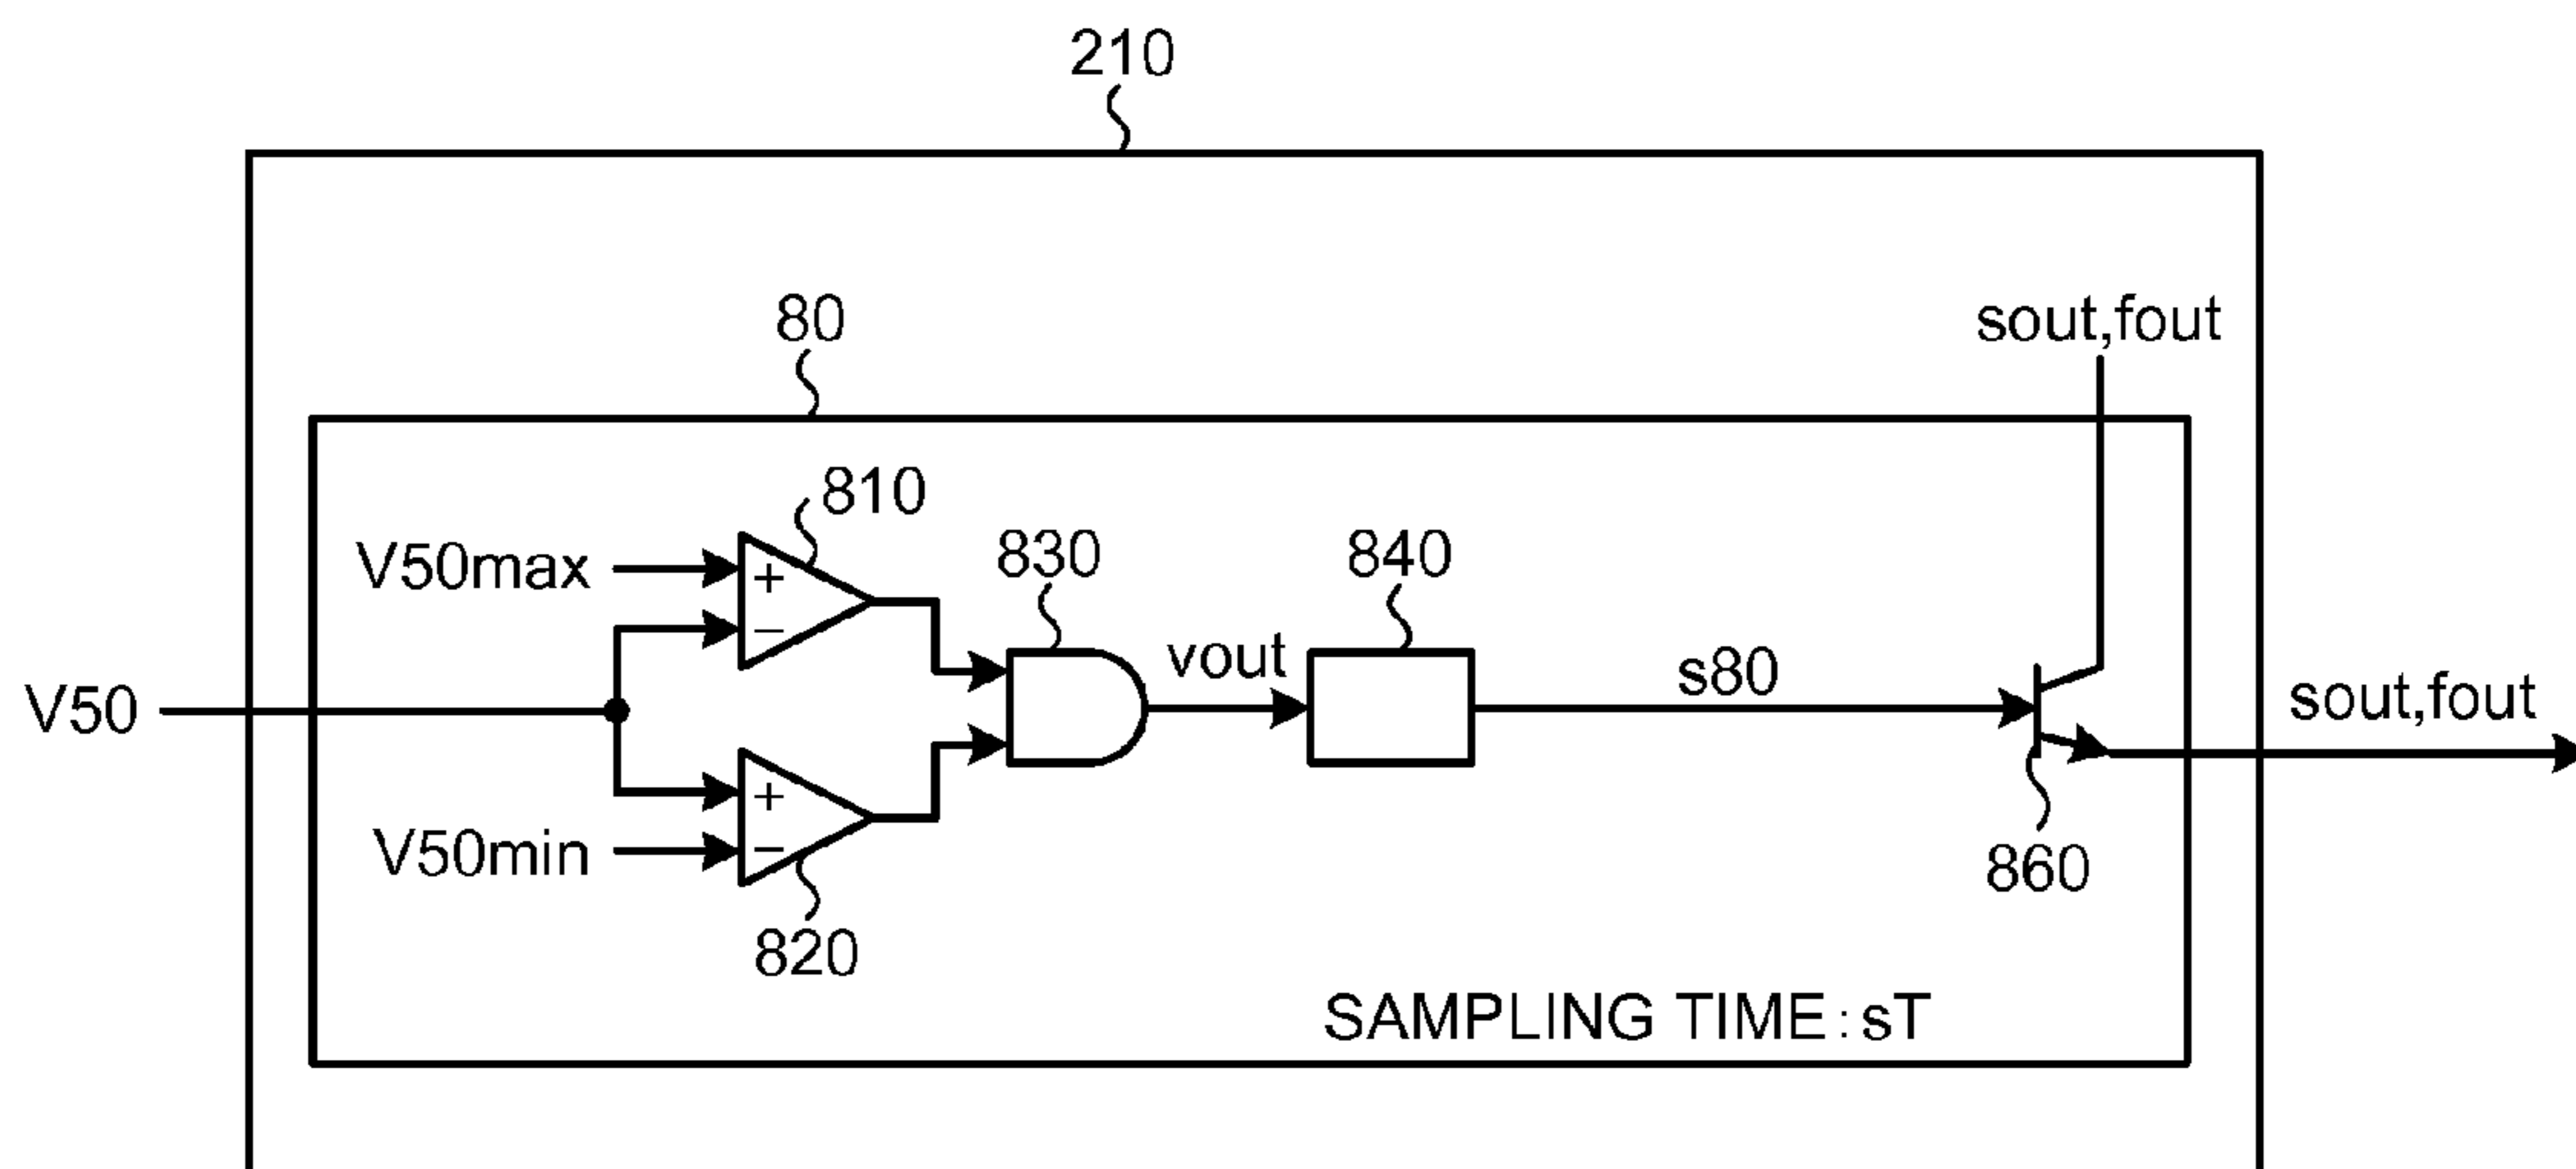 210
80
sout,fout
810
V50max
+
−
830
840
vout
s80
V50
sout,fout
+
−
V50min
860
820
SAMPLING TIME:sT